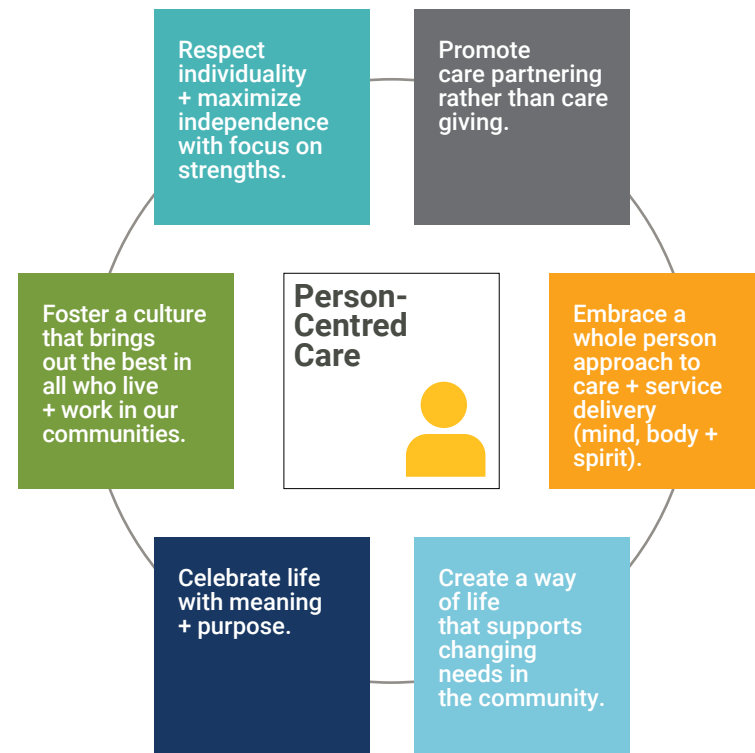 Respect
individuality
+ maximize
independence
with focus on
strengths.
Promote
care partnering
rather than care
giving.
Foster a culture
that brings
out the best in
all who live
+ work in our
communities.
Person-
Centred
Care
Embrace a
whole person
approach to
care + service
delivery
(mind, body +
spirit).
Celebrate life
with meaning
+ purpose.
Create a way
of life
that supports
changing
needs in
the community.